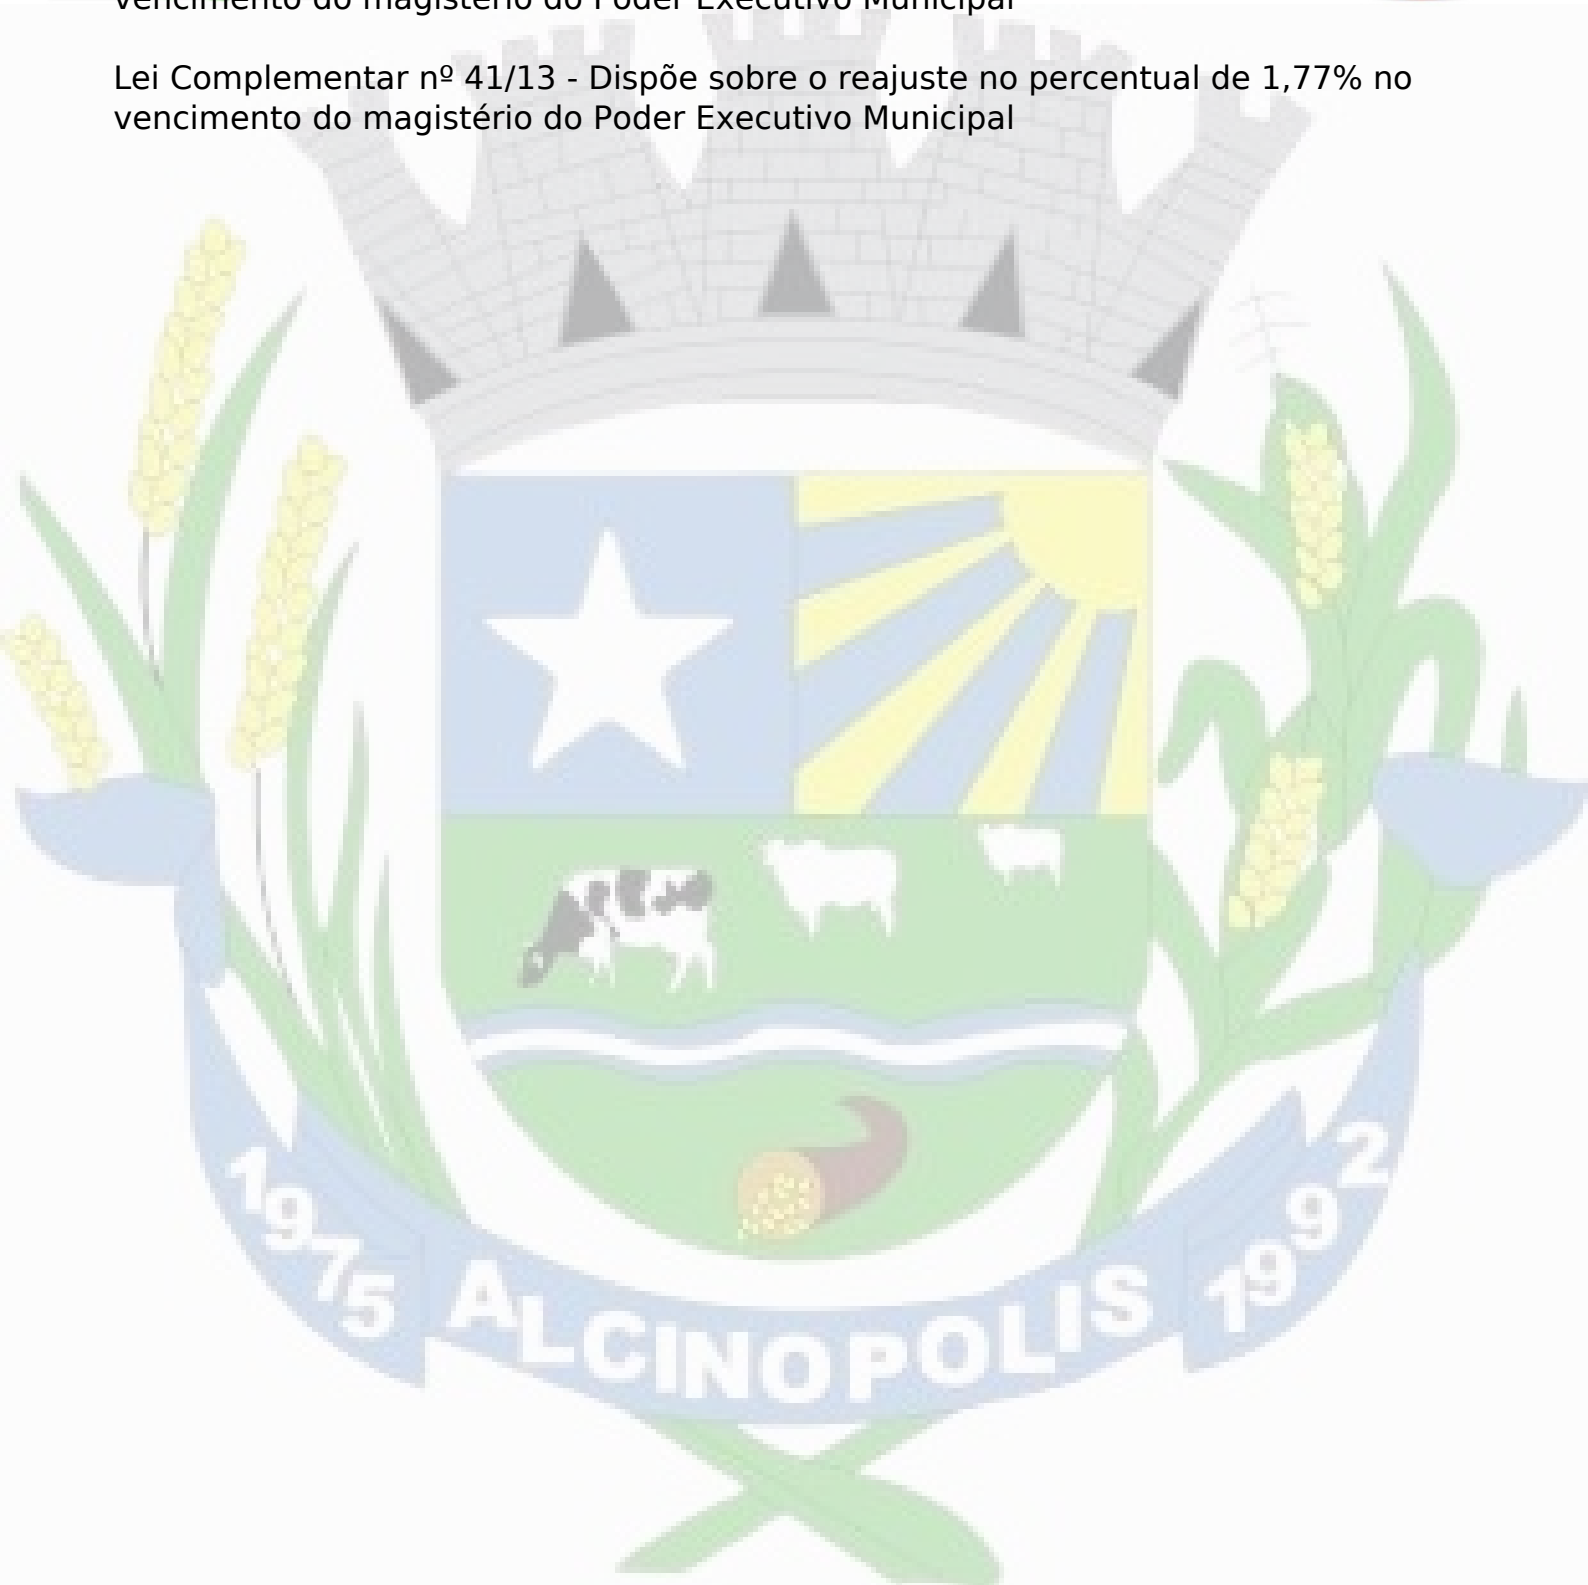 vencimento do magistério do Poder Executivo Municipal
Lei Complementar nº 41/13 - Dispõe sobre o reajuste no percentual de 1,77% no
vencimento do magistério do Poder Executivo Municipal
1975
ALCINOPOLIS
1992